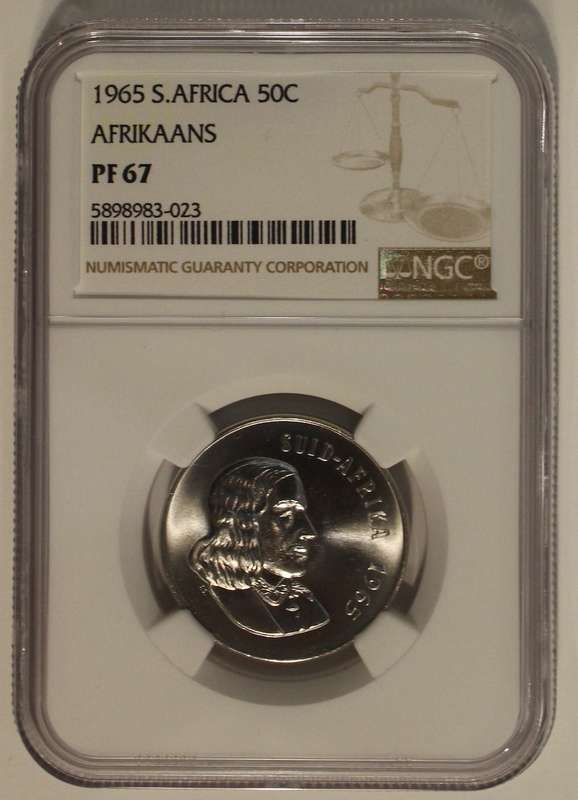 1965 S.AFRICA 50C
AFRIKAANS
PF 67
5898983-023
NUMISMATIC GUARANTY CORPORATION
NGC®
SUID-AFRIKA 1965